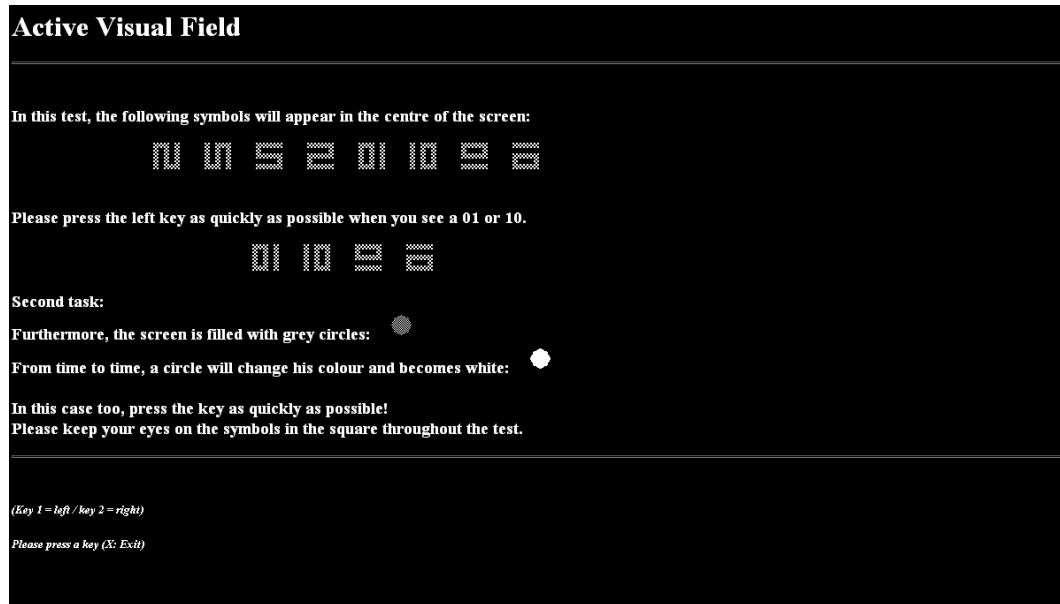 Active Visual Field
In this test, the following symbols will appear in the centre of the screen:
Please press the left key as quickly as possible when you see a 01 or 10.
01 10
Second task:
Furthermore, the screen is filled with grey circles:
From time to time, a circle will change his colour and becomes white:
In this case too, press the key as quickly as possible!
Please keep your eyes on the symbols in the square throughout the test.
(Key 1 = left / key 2 = right)
Please press a key (X: Exit)